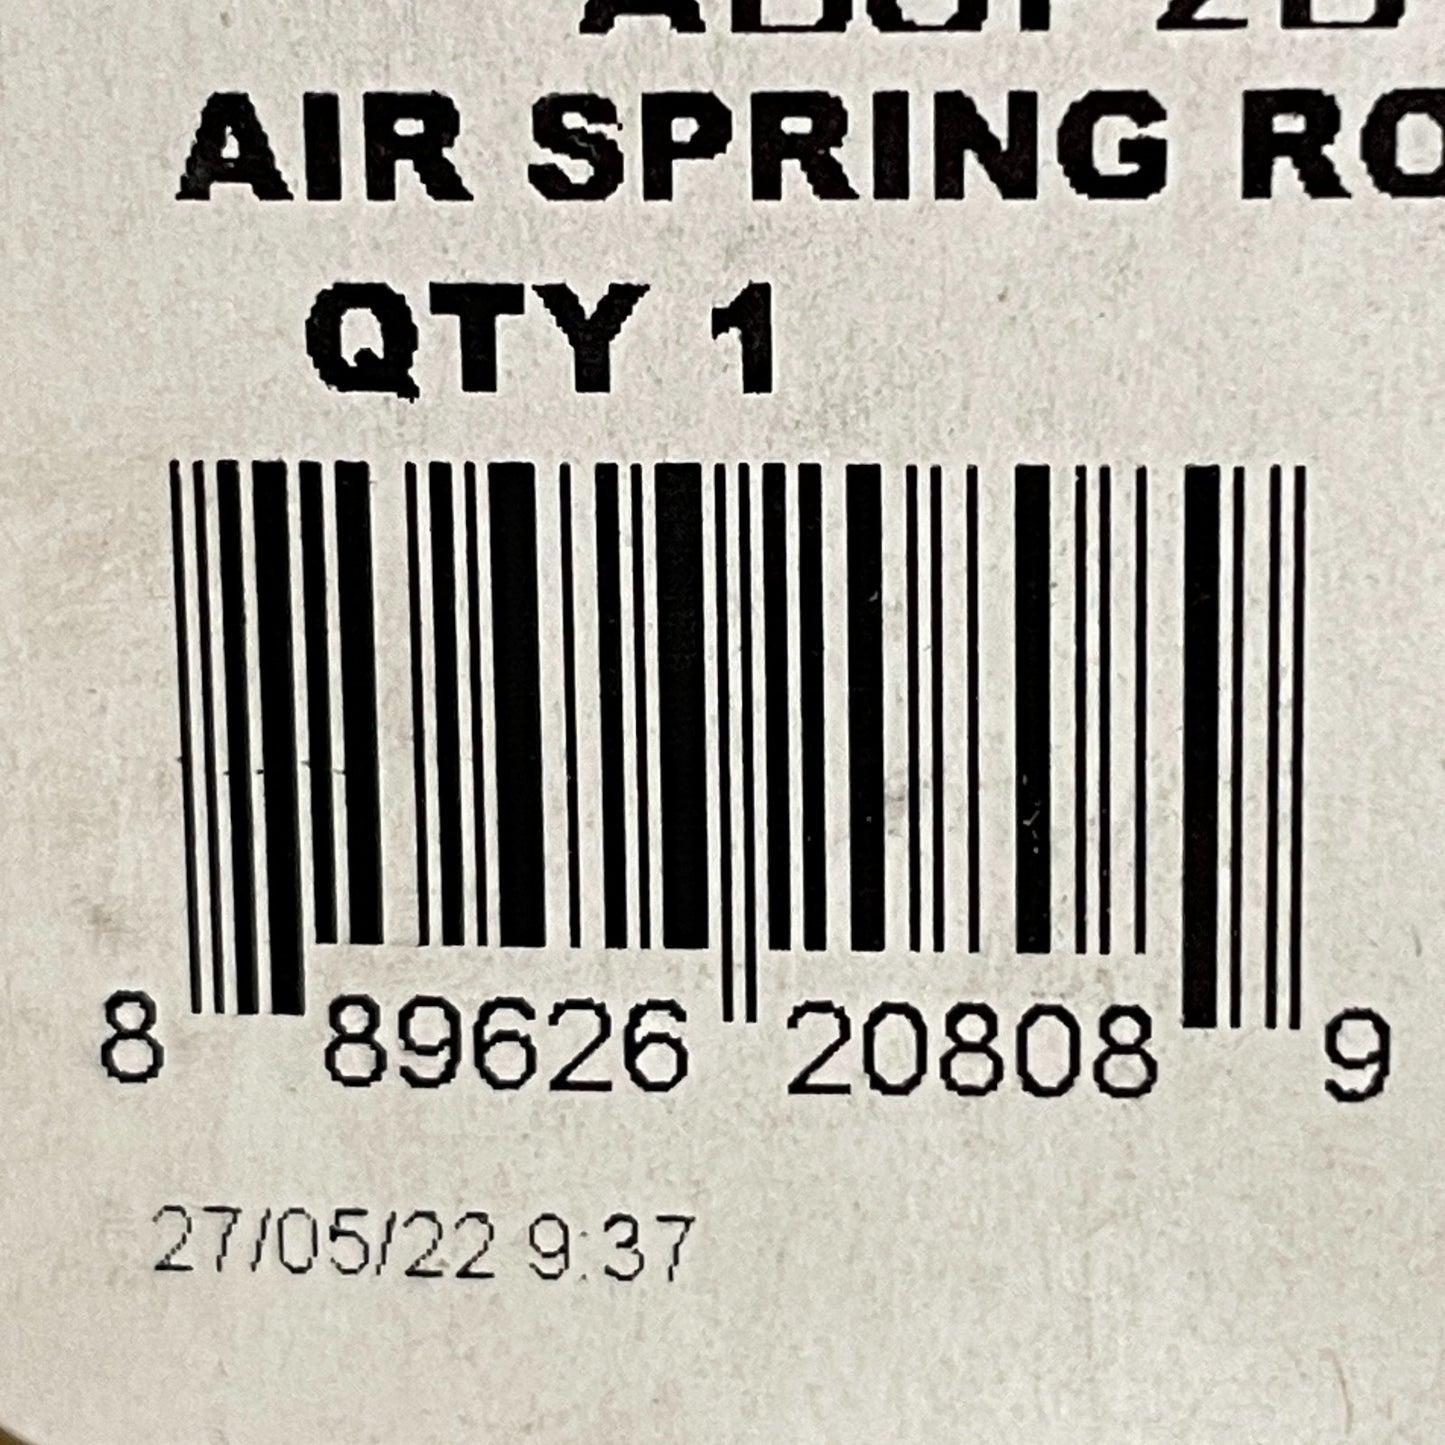 AIR SPRING RO
QTY 1
8 89626 20808 9
27/05/22 9:37